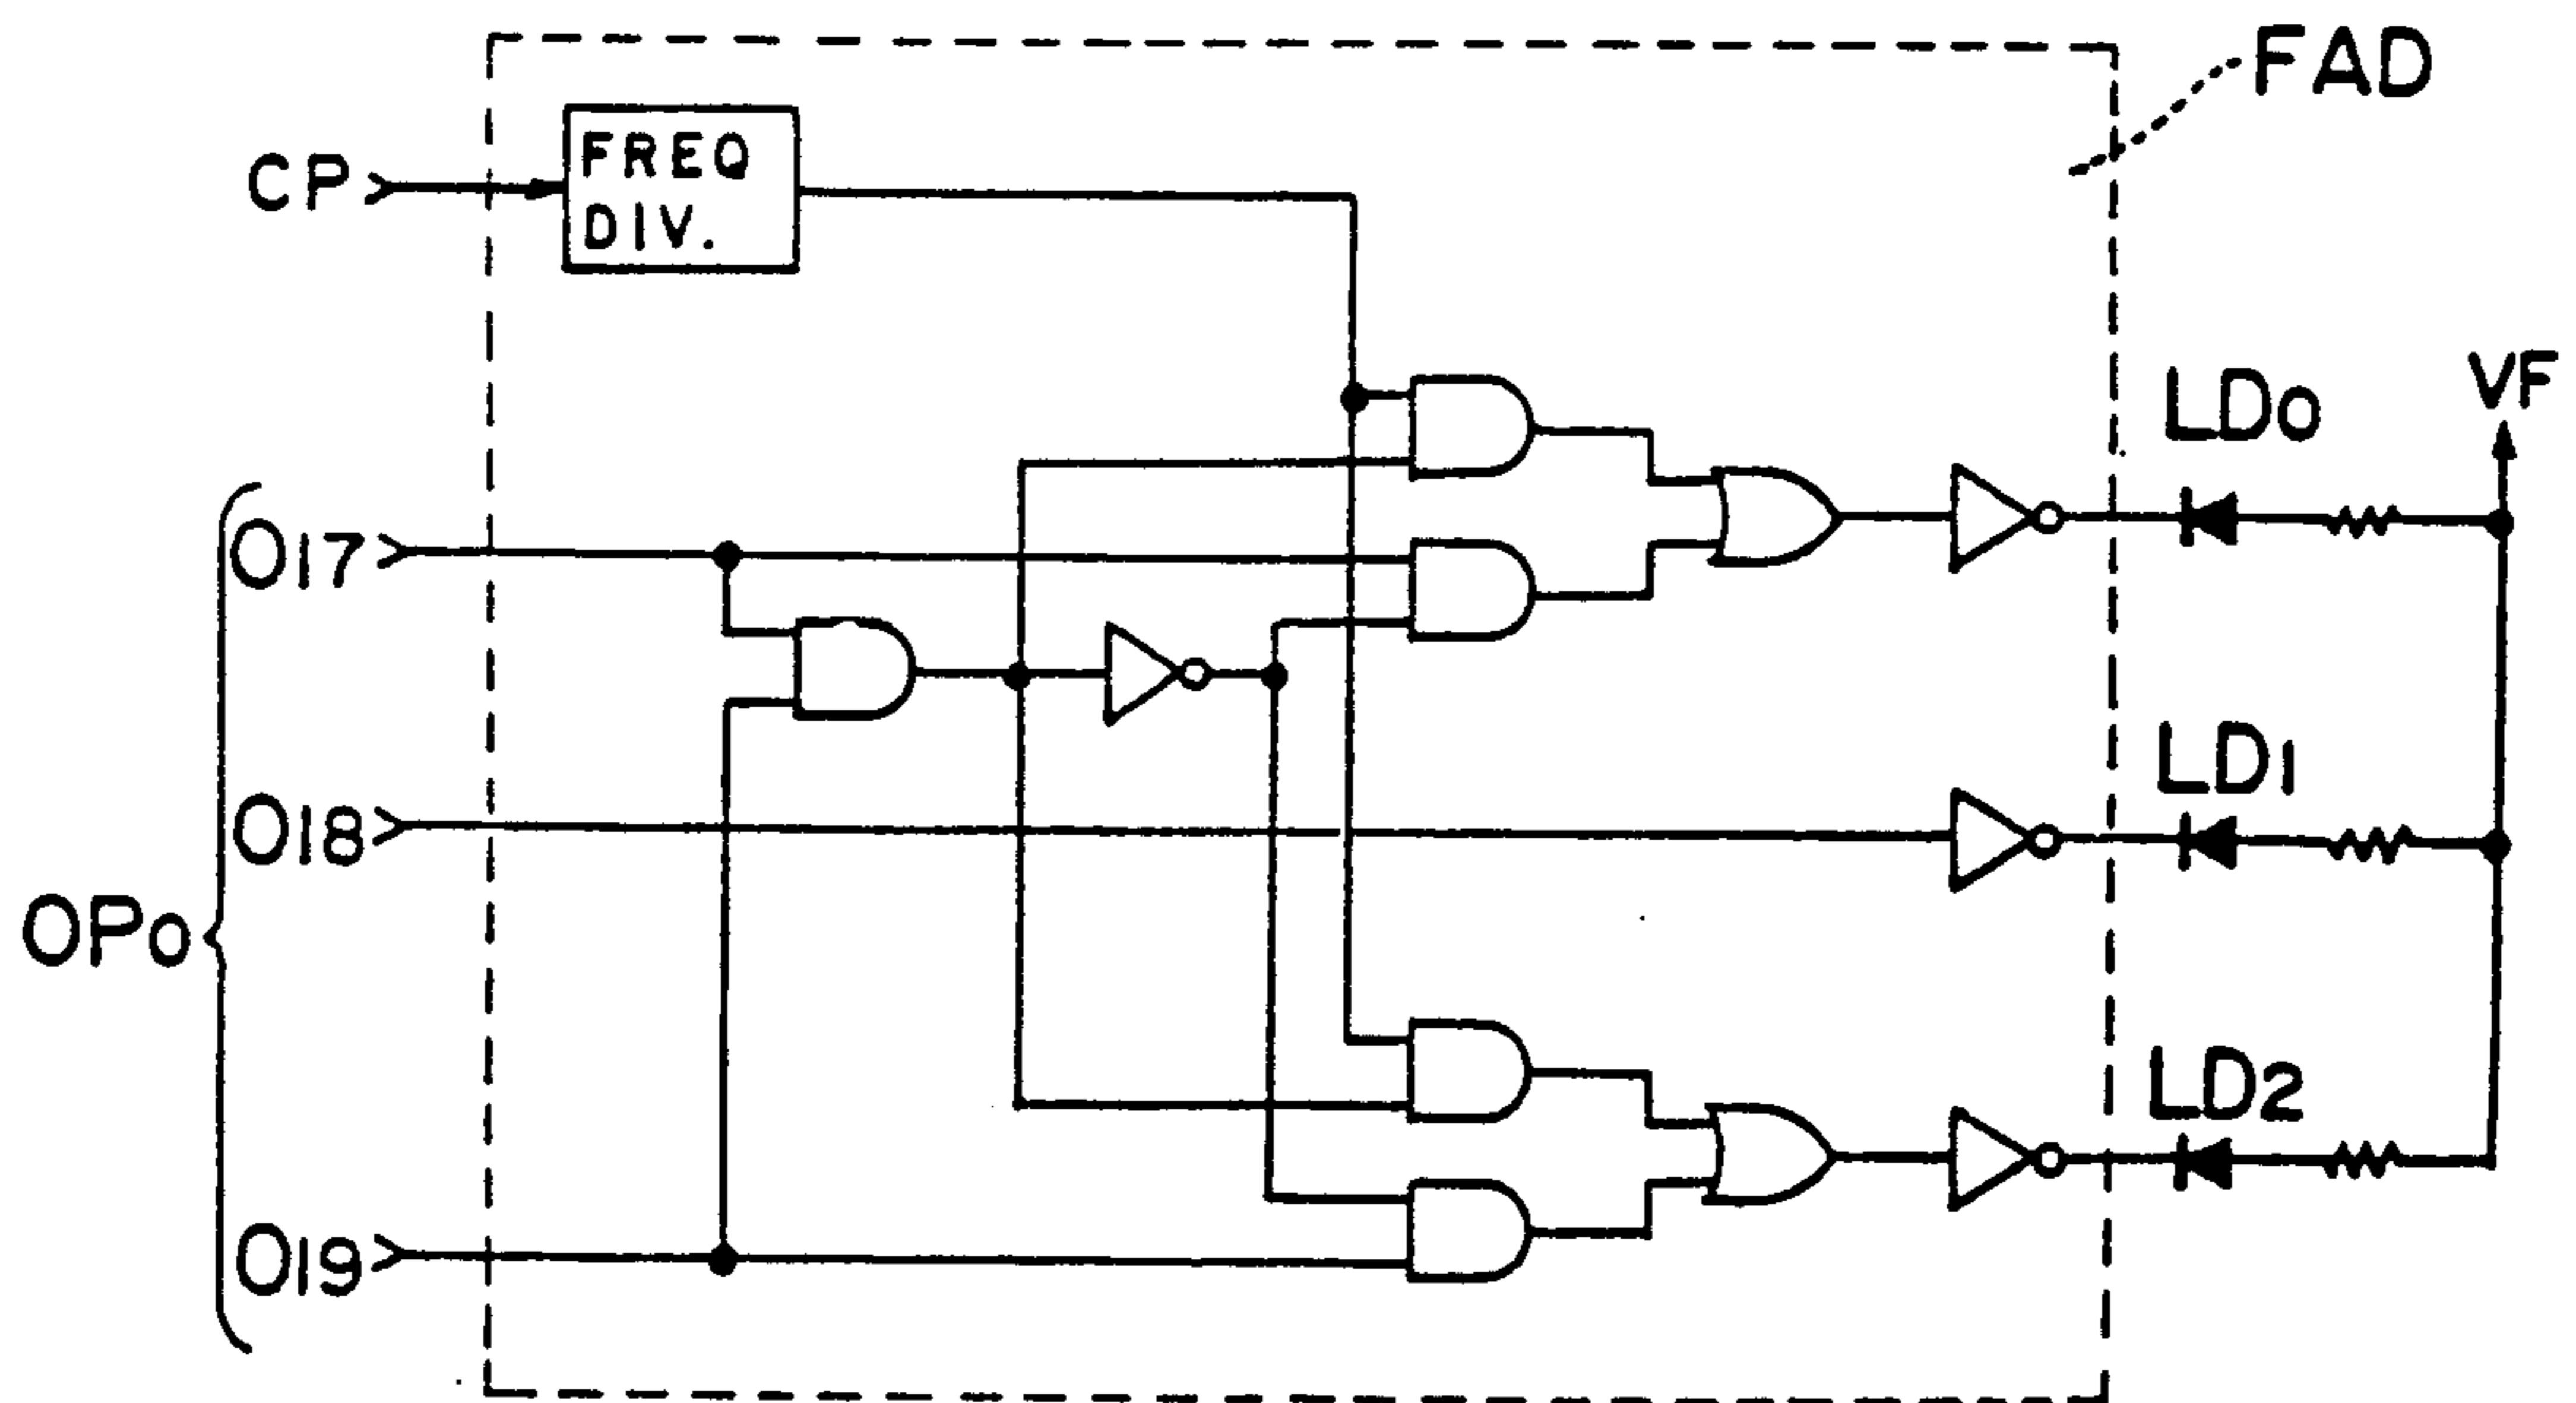 FAD
CP
FREQ
DIV.
LD0
VF
O17
LD1
O18
OP0
LD2
O19